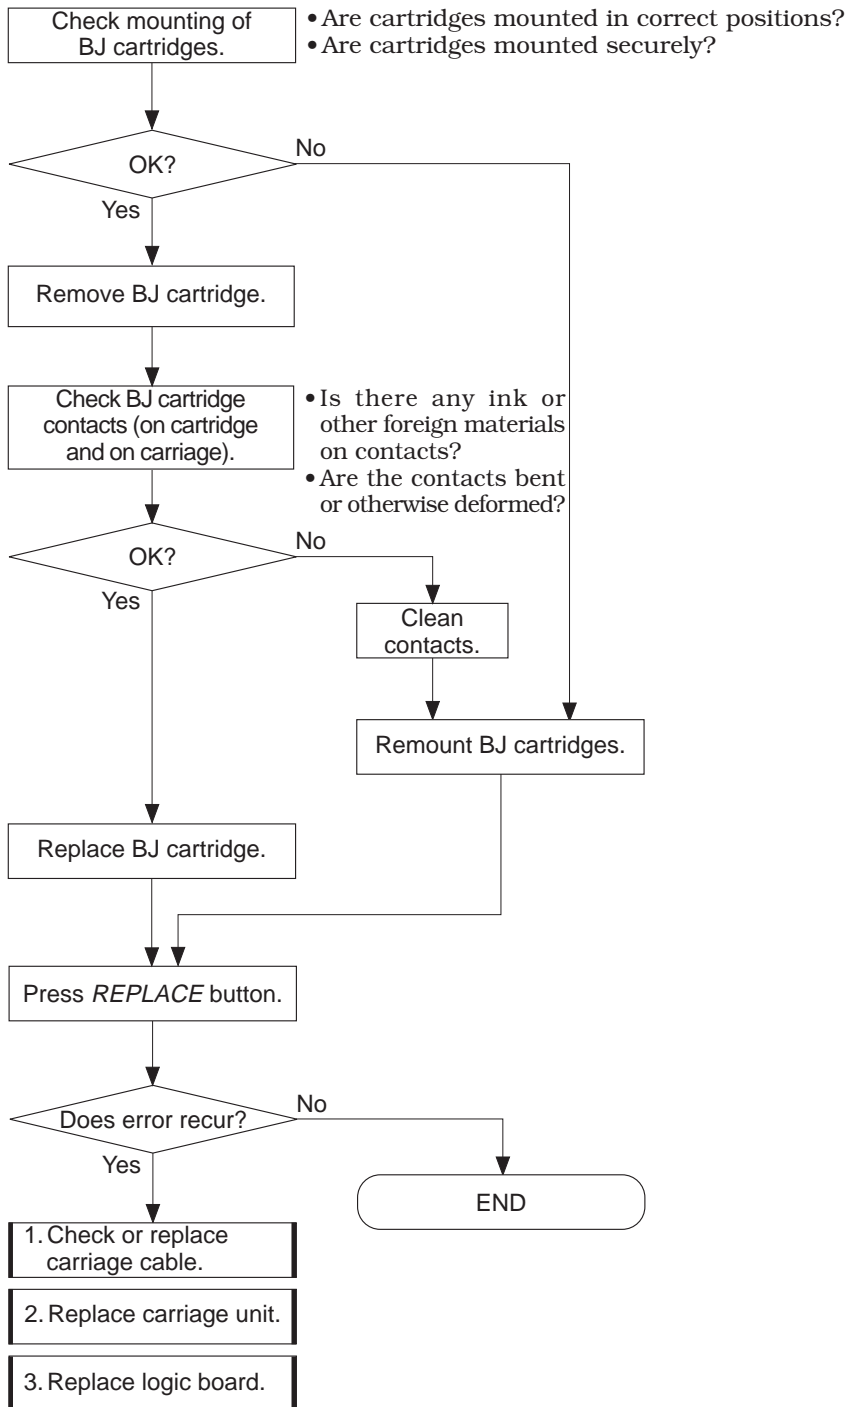 Check mounting of
BJ cartridges.
• Are cartridges mounted in correct positions?
• Are cartridges mounted securely?
OK?
No
Yes
Remove BJ cartridge.
Check BJ cartridge
contacts (on cartridge
and on carriage).
• Is there any ink or
other foreign materials
on contacts?
• Are the contacts bent
or otherwise deformed?
OK?
No
Yes
Clean
contacts.
Remount BJ cartridges.
Replace BJ cartridge.
Press REPLACE button.
Does error recur?
No
Yes
END
1. Check or replace
carriage cable.
2. Replace carriage unit.
3. Replace logic board.